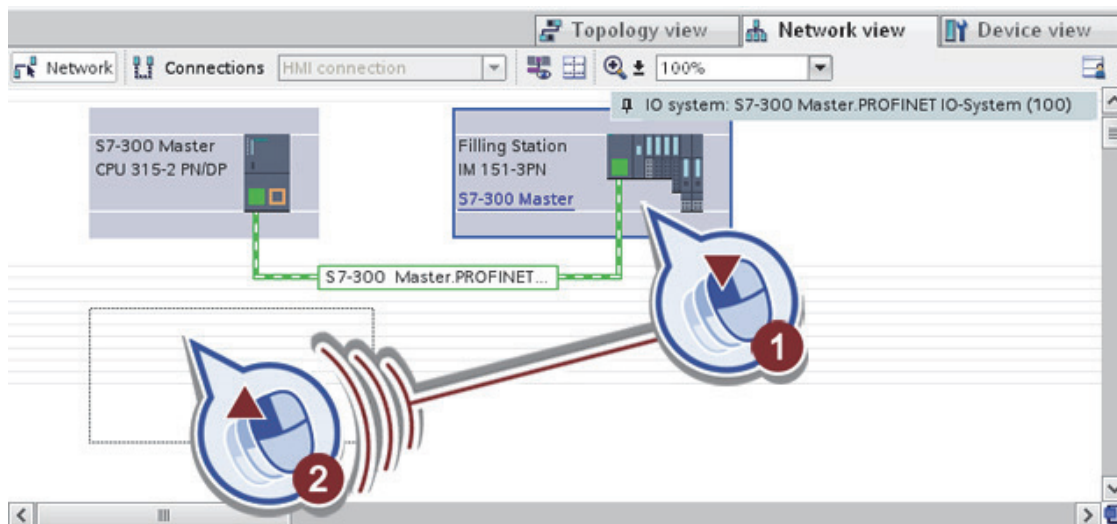 Topology view
Network view
Device view
Network
Connections
HMI connection
100%
IO system: S7-300 Master.PROFINET IO-System (100)
S7-300 Master
CPU 315-2 PN/DP
Filling Station
IM 151-3PN
S7-300 Master
S7-300 Master.PROFINET...
1
2